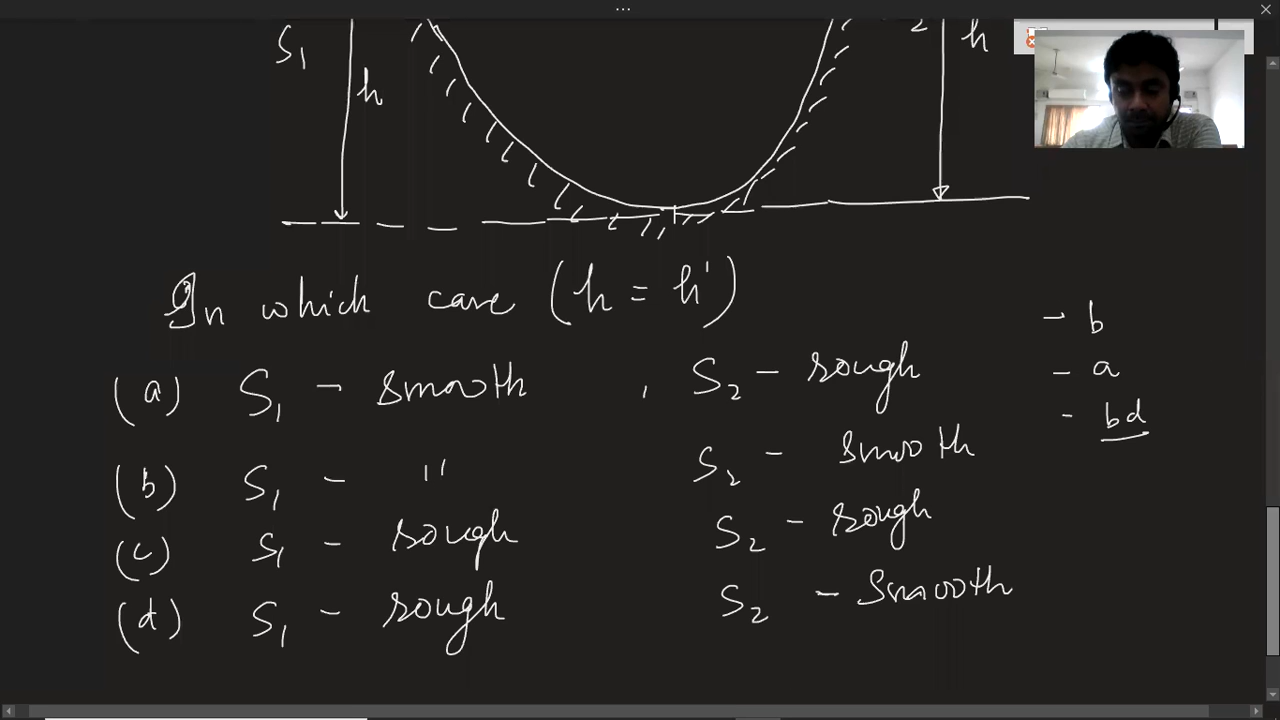 S₁ h 2 h
In which case (h = h')
(a) S₁ - smooth , S₂ - rough
(b) S₁ - " S₂ - smooth
(c) S₁ - rough S₂ - rough
(d) S₁ - rough S₂ - smooth
- b
- a
- bd